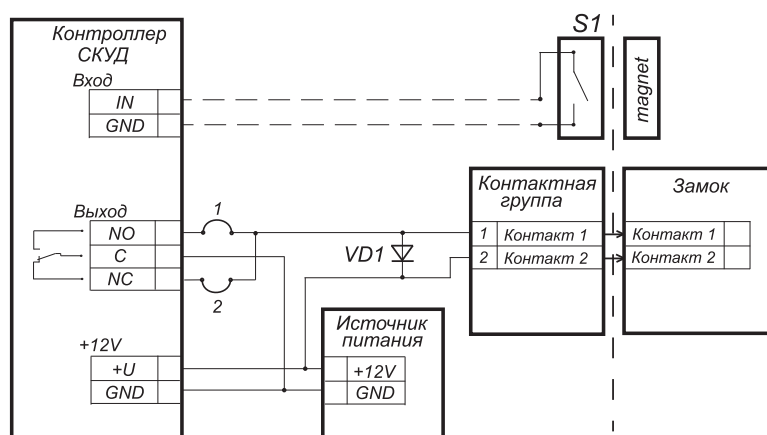 Контроллер
СКУД
Вход
IN
GND
S1
magnet
Выход
NO
C
NC
1
2
VD1
Контактная
группа
1 Контакт 1
2 Контакт 2
Замок
Контакт 1
Контакт 2
+12V
+U
GND
Источник
питания
+12V
GND